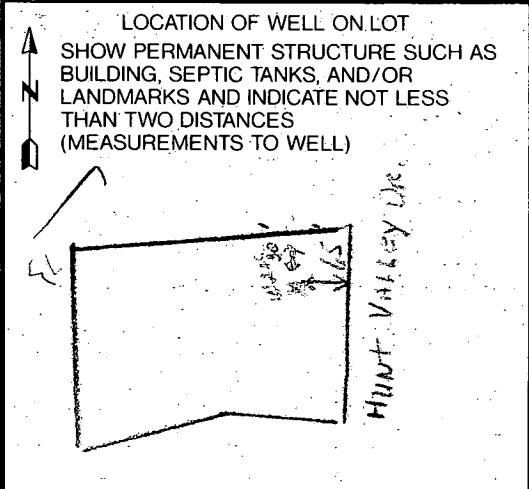 LOCATION OF WELL ON LOT
SHOW PERMANENT STRUCTURE SUCH AS
BUILDING, SEPTIC TANKS, AND/OR
LANDMARKS AND INDICATE NOT LESS
THAN TWO DISTANCES
(MEASUREMENTS TO WELL)
N
HUNT VALLEY DR.